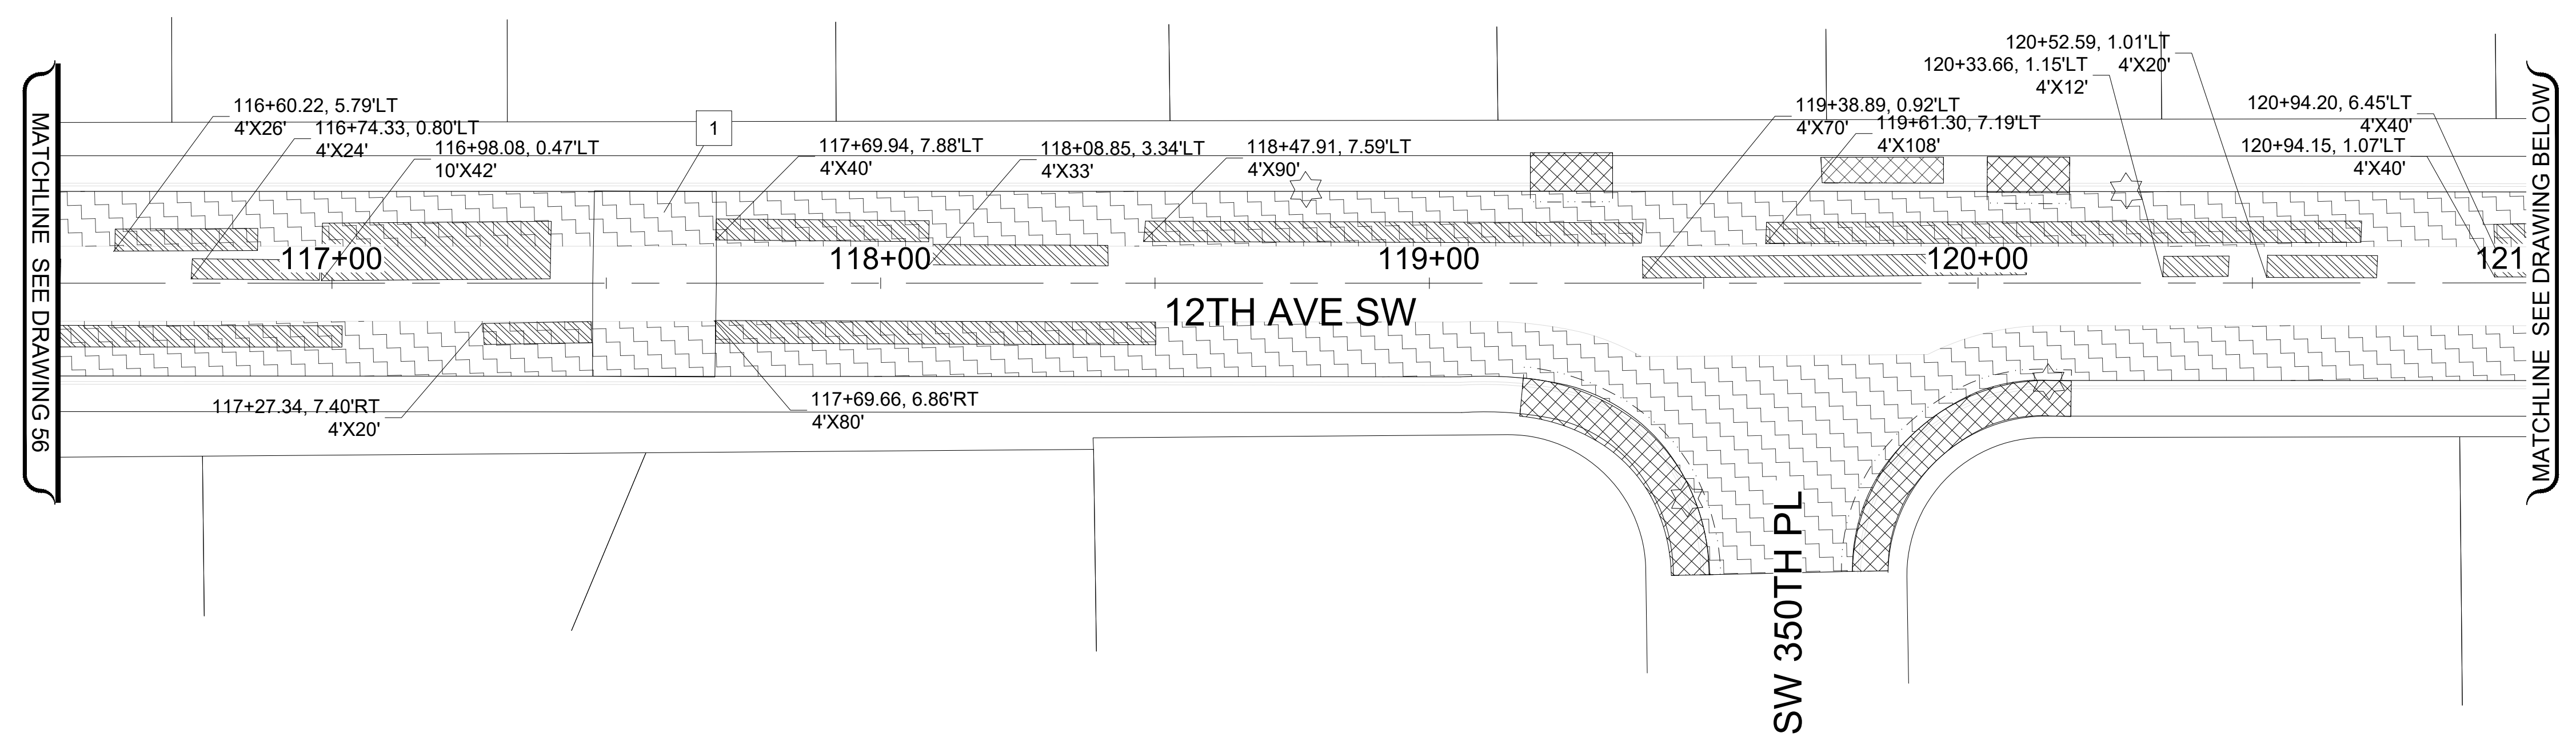 MATCHLINE SEE DRAWING 56
116+60.22, 5.79'LT
4'X26'
116+74.33, 0.80'LT
4'X24'
116+98.08, 0.47'LT
10'X42'
1
117+69.94, 7.88'LT
4'X40'
118+08.85, 3.34'LT
4'X33'
118+47.91, 7.59'LT
4'X90'
119+38.89, 0.92'LT
4'X70'
119+61.30, 7.19'LT
4'X108'
120+33.66, 1.15'LT
4'X12'
120+52.59, 1.01'LT
4'X20'
120+94.20, 6.45'LT
4'X40'
120+94.15, 1.07'LT
4'X40'
117+00
118+00
119+00
120+00
121
12TH AVE SW
117+27.34, 7.40'RT
4'X20'
117+69.66, 6.86'RT
4'X80'
SW 350TH PL
MATCHLINE SEE DRAWING BELOW